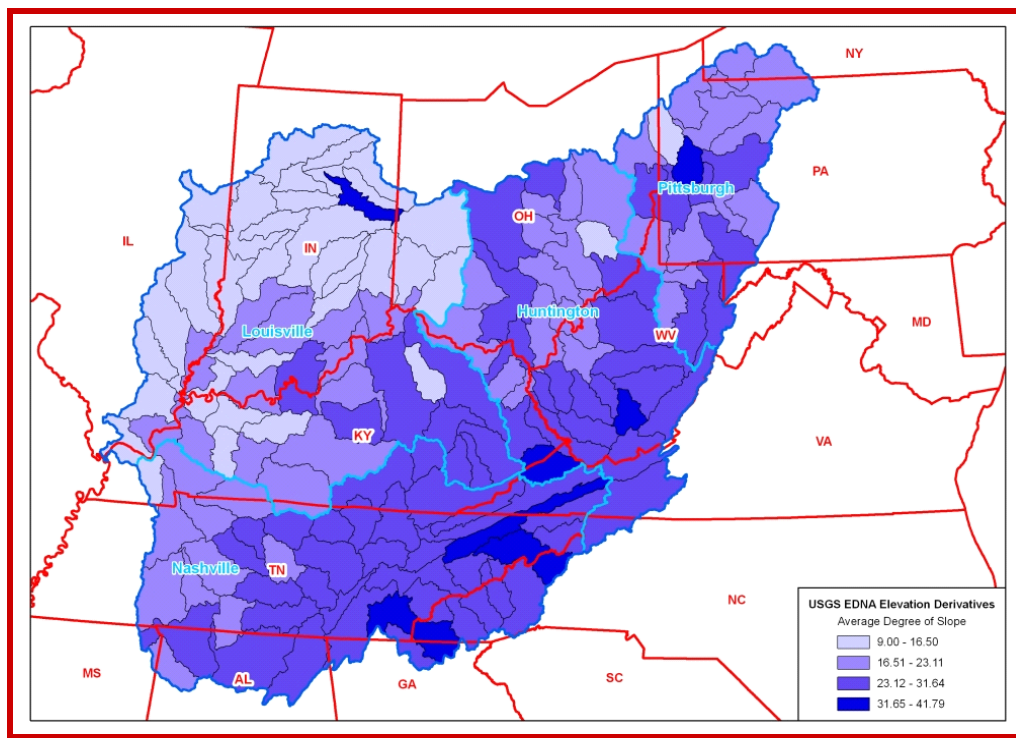 NY
PA
Pittsburgh
OH
IL
IN
Huntington
Louisville
WV
MD
KY
VA
Nashville
TN
NC
MS
AL
GA
SC
USGS EDNA Elevation Derivatives
Average Degree of Slope
9.00 - 16.50
16.51 - 23.11
23.12 - 31.64
31.65 - 41.79